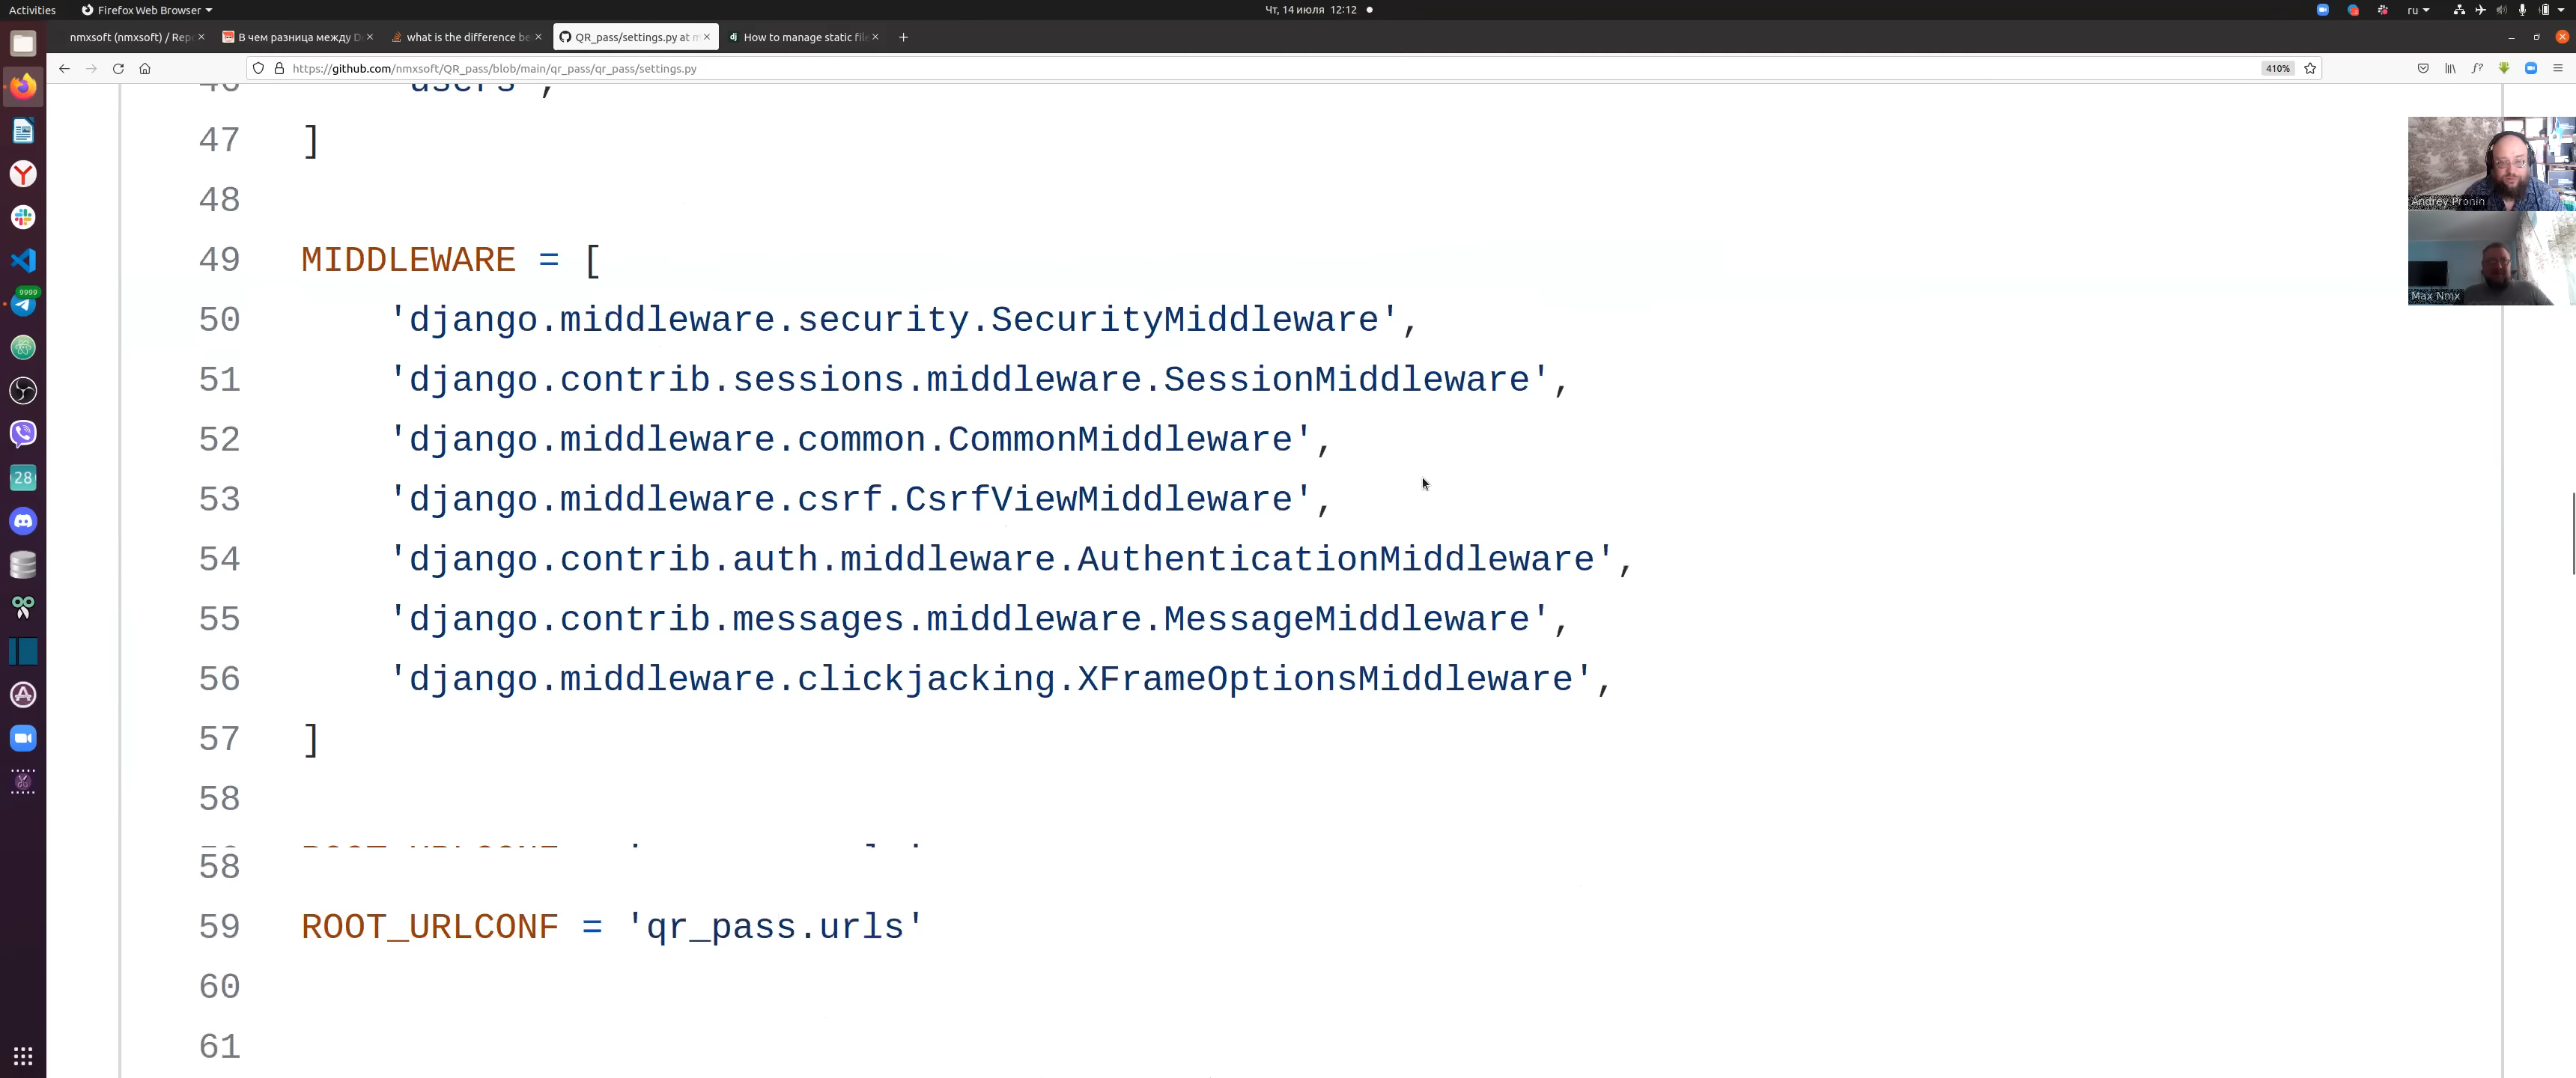 Activities
Firefox Web Browser
Чт, 14 июля 12:12
ru
nmxsoft (nmxsoft) / Rep
В чем разница между D
what is the difference be
QR_pass/settings.py at m
How to manage static fil
https://github.com/nmxsoft/QR_pass/blob/main/qr_pass/qr_pass/settings.py
410%
46 'users',
47 ]
48
49 MIDDLEWARE = [
50 'django.middleware.security.SecurityMiddleware',
51 'django.contrib.sessions.middleware.SessionMiddleware',
52 'django.middleware.common.CommonMiddleware',
53 'django.middleware.csrf.CsrfViewMiddleware',
54 'django.contrib.auth.middleware.AuthenticationMiddleware',
55 'django.contrib.messages.middleware.MessageMiddleware',
56 'django.middleware.clickjacking.XFrameOptionsMiddleware',
57 ]
58
58
59 ROOT_URLCONF = 'qr_pass.urls'
60
61
Andrey Pronin
Max Nmx
9999
28